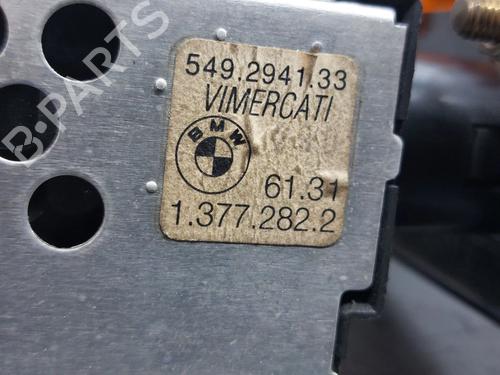 549.2941.33
VIMERCATI
BMW
61.31
1.377.282.2
B-PARTS